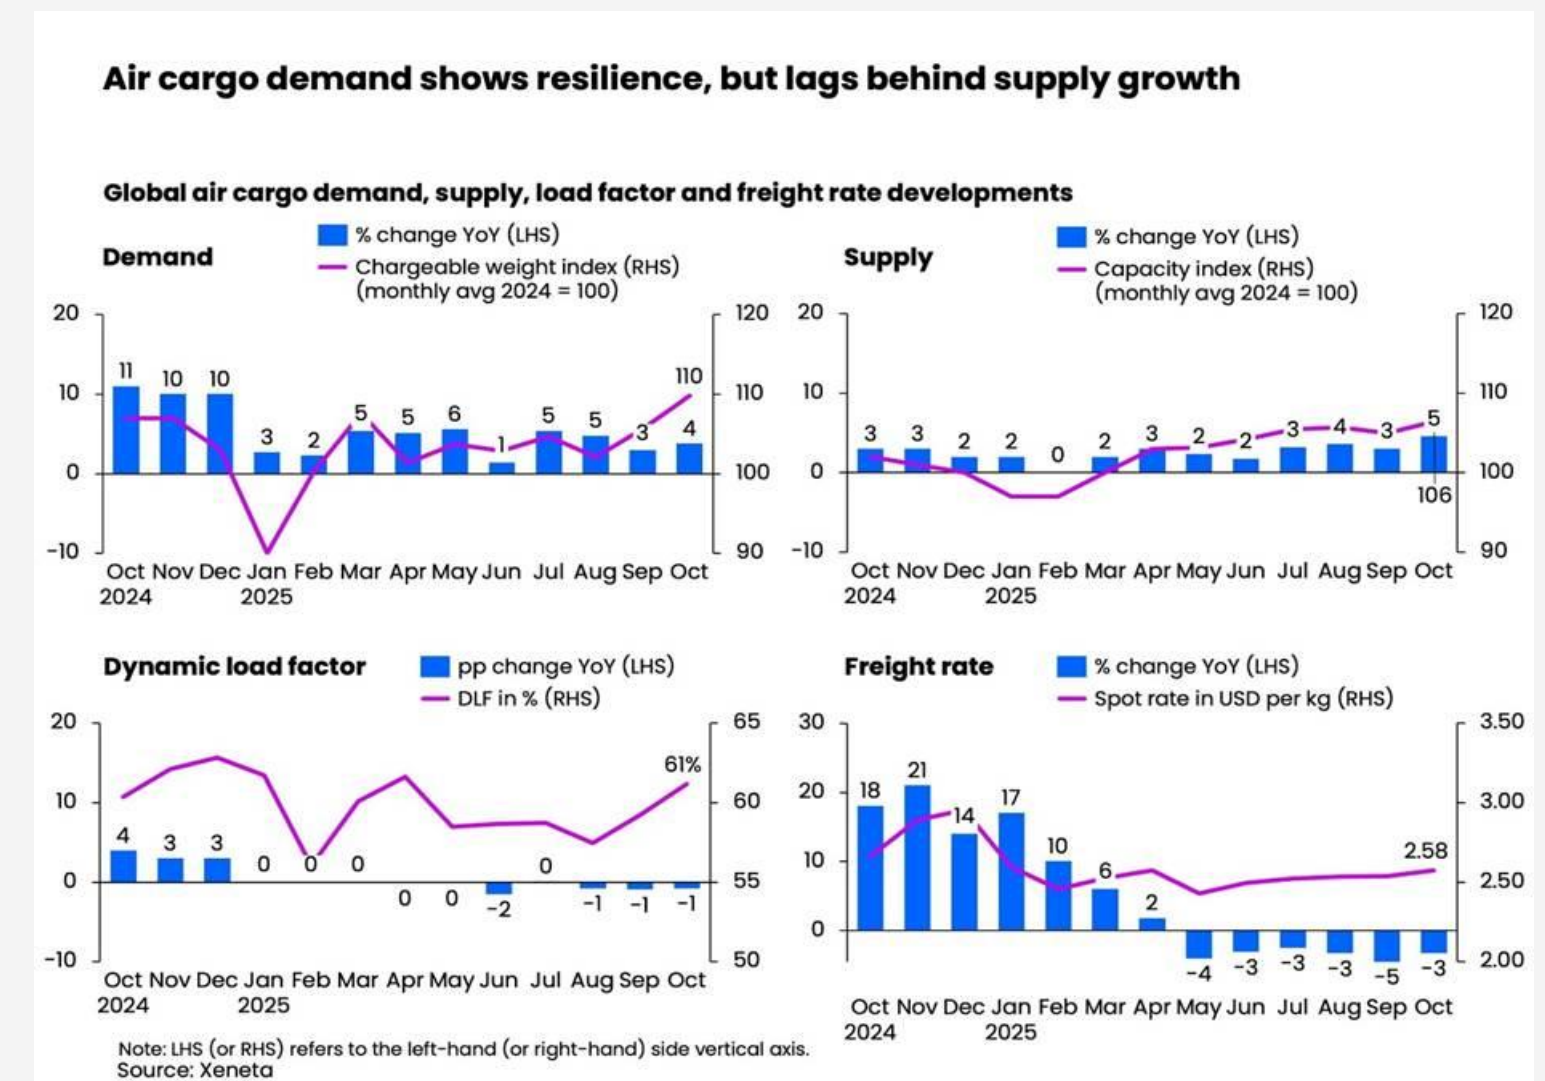 Air cargo demand shows resilience, but lags behind supply growth
Global air cargo demand, supply, load factor and freight rate developments
Demand
% change YoY (LHS)
Chargeable weight index (RHS)
(monthly avg 2024 = 100)
20 10 0 -10
120 110 100 90
11 10 10 3 2 5 5 6 1 5 5 3 4
110
Oct Nov Dec Jan Feb Mar Apr May Jun Jul Aug Sep Oct
2024 2025
Supply
% change YoY (LHS)
Capacity index (RHS)
(monthly avg 2024 = 100)
20 10 0 -10
120 110 100 90
3 3 2 2 0 2 3 2 2 3 4 3 5
106
Oct Nov Dec Jan Feb Mar Apr May Jun Jul Aug Sep Oct
2024 2025
Dynamic load factor
pp change YoY (LHS)
DLF in % (RHS)
20 10 0 -10
65 60 55 50
4 3 3 0 0 0 0 0 -2 0 -1 -1 -1
61%
Oct Nov Dec Jan Feb Mar Apr May Jun Jul Aug Sep Oct
2024 2025
Freight rate
% change YoY (LHS)
Spot rate in USD per kg (RHS)
30 20 10 0
3.50 3.00 2.50 2.00
18 21 14 17 10 6 2 -4 -3 -3 -3 -5 -3
2.58
Oct Nov Dec Jan Feb Mar Apr May Jun Jul Aug Sep Oct
2024 2025
Note: LHS (or RHS) refers to the left-hand (or right-hand) side vertical axis.
Source: Xeneta